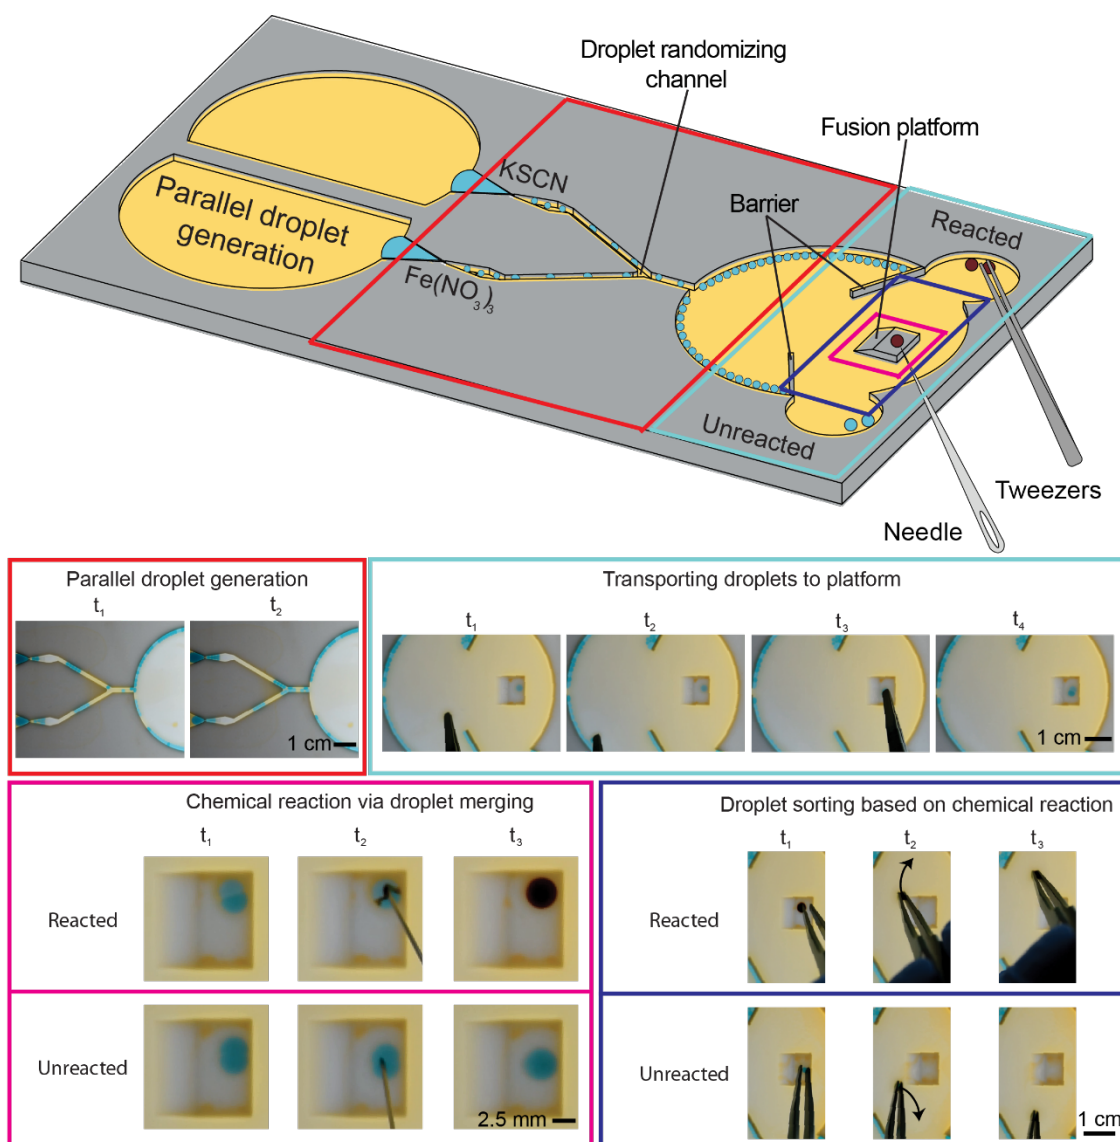 Droplet randomizing
channel
Fusion platform
KSCN
Barrier
Reacted
Parallel droplet
generation
Fe(NO₃)₃
Unreacted
Tweezers
Needle
Parallel droplet generation
t₁ t₂
1 cm
Transporting droplets to platform
t₁ t₂ t₃ t₄
1 cm
Chemical reaction via droplet merging
t₁ t₂ t₃
Reacted
Unreacted
2.5 mm
Droplet sorting based on chemical reaction
t₁ t₂ t₃
Reacted
Unreacted
1 cm